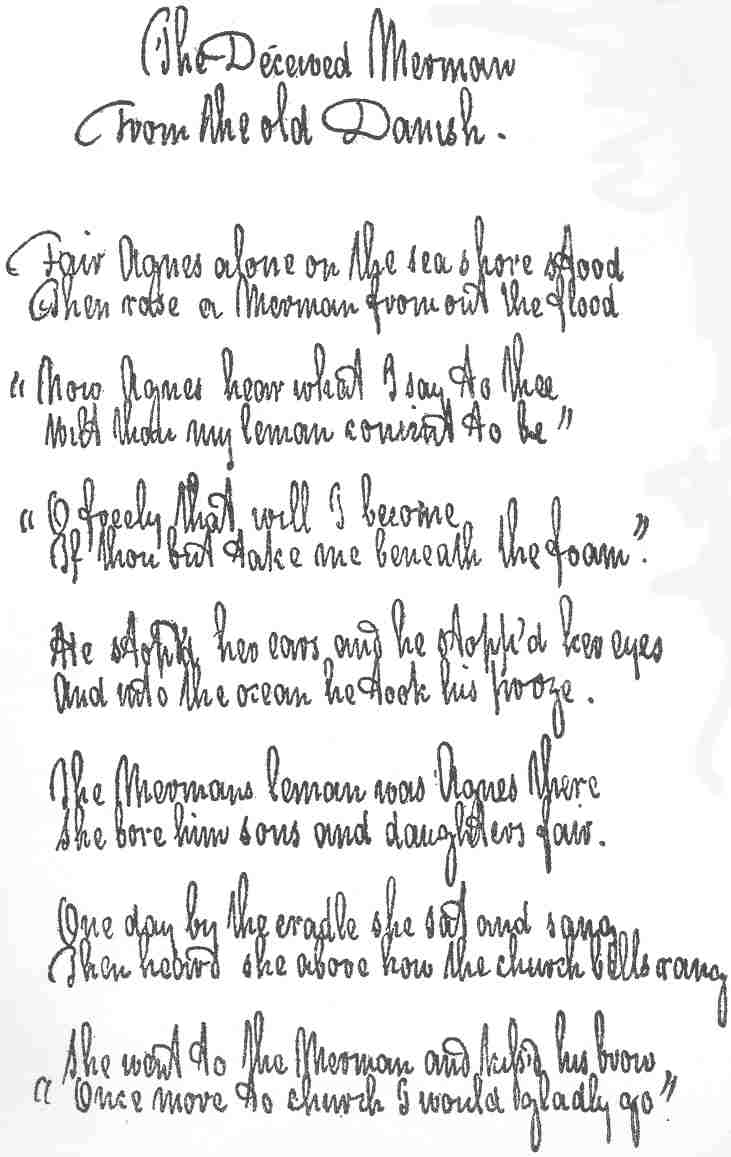 The Deceived Merman
From the old Danish.
Fair Agnes alone on the sea shore stood
Then rose a Merman from out the flood
"Now Agnes hear what I say to thee
Wilt thou my leman consent to be"
"O freely that will I become
If thou but take me beneath the foam".
He stopp'd her ears and he stopp'd her eyes
And into the ocean he took his prize.
The Mermans leman was Agnes there
She bore him sons and daughters fair.
One day by the cradle she sat and sang
Then heard she above how the church bells rang
She went to the Merman and kiss'd his brow
"Once more to church I would gladly go"